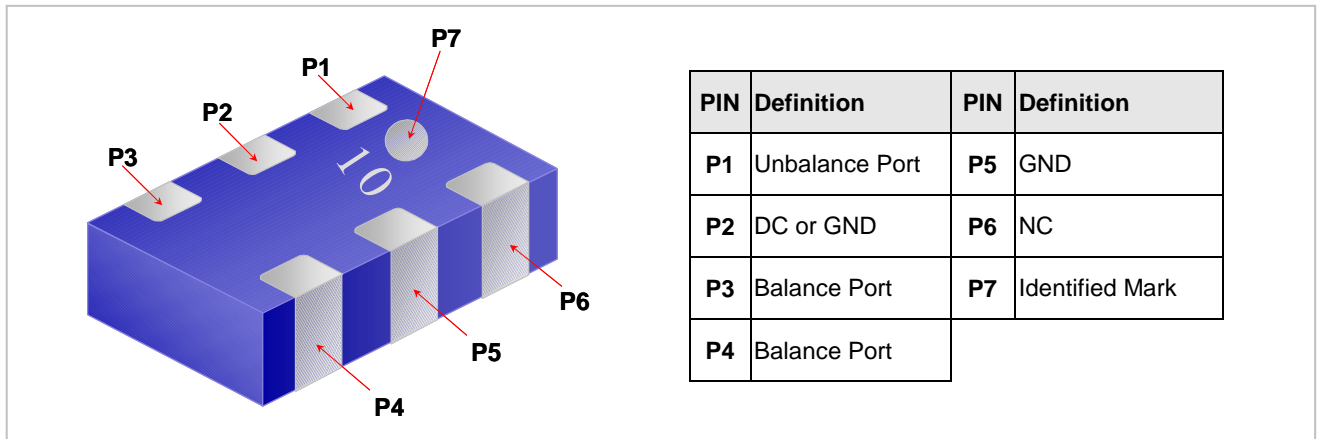 P7
P1
P2
P3
10
P6
P5
P4
PIN Definition PIN Definition
P1 Unbalance Port P5 GND
P2 DC or GND P6 NC
P3 Balance Port P7 Identified Mark
P4 Balance Port